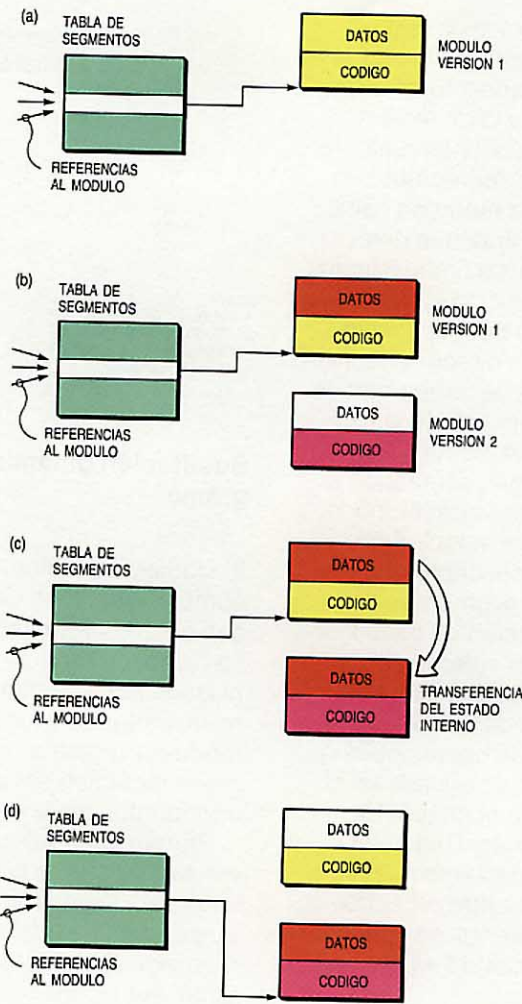 (a)
TABLA DE
SEGMENTOS
REFERENCIAS
AL MODULO
DATOS
CODIGO
MODULO
VERSION 1
(b)
TABLA DE
SEGMENTOS
REFERENCIAS
AL MODULO
DATOS
CODIGO
MODULO
VERSION 1
DATOS
CODIGO
MODULO
VERSION 2
(c)
TABLA DE
SEGMENTOS
REFERENCIAS
AL MODULO
DATOS
CODIGO
DATOS
CODIGO
TRANSFERENCIA
DEL ESTADO
INTERNO
(d)
TABLA DE
SEGMENTOS
REFERENCIAS
AL MODULO
DATOS
CODIGO
DATOS
CODIGO